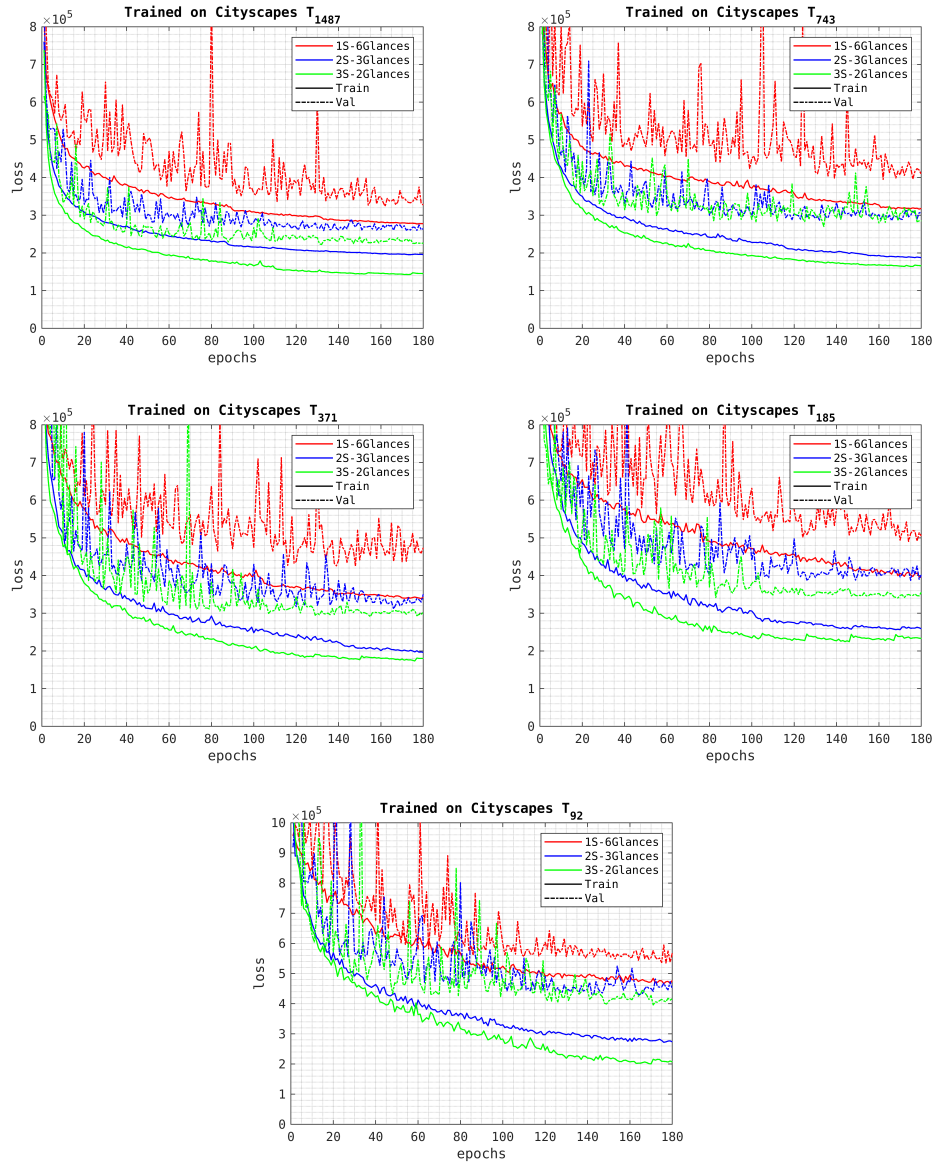 Trained on Cityscapes T1487
×10^5
8
7
6
5
4
3
2
1
0
loss
0 20 40 60 80 100 120 140 160 180
epochs
1S-6Glances
2S-3Glances
3S-2Glances
Train
Val
Trained on Cityscapes T743
×10^5
8
7
6
5
4
3
2
1
0
loss
0 20 40 60 80 100 120 140 160 180
epochs
1S-6Glances
2S-3Glances
3S-2Glances
Train
Val
Trained on Cityscapes T371
×10^5
8
7
6
5
4
3
2
1
0
loss
0 20 40 60 80 100 120 140 160 180
epochs
1S-6Glances
2S-3Glances
3S-2Glances
Train
Val
Trained on Cityscapes T185
×10^5
8
7
6
5
4
3
2
1
0
loss
0 20 40 60 80 100 120 140 160 180
epochs
1S-6Glances
2S-3Glances
3S-2Glances
Train
Val
Trained on Cityscapes T92
×10^5
10
9
8
7
6
5
4
3
2
1
0
loss
0 20 40 60 80 100 120 140 160 180
epochs
1S-6Glances
2S-3Glances
3S-2Glances
Train
Val